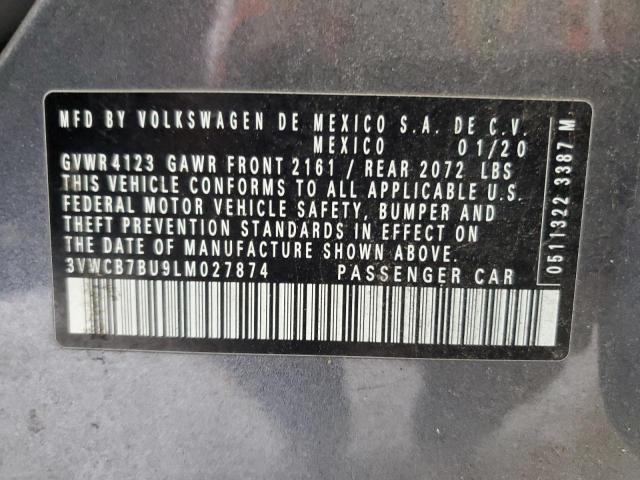 MFD BY VOLKSWAGEN DE MEXICO S.A. DE C.V.
MEXICO 01/20
GVWR 4123 GAWR FRONT 2161 / REAR 2072 LBS
THIS VEHICLE CONFORMS TO ALL APPLICABLE U.S.
FEDERAL MOTOR VEHICLE SAFETY, BUMPER AND
THEFT PREVENTION STANDARDS IN EFFECT ON
THE DATE OF MANUFACTURE SHOWN ABOVE.
3VWCB7BU9LM027874 PASSENGER CAR
0511322 3387 M